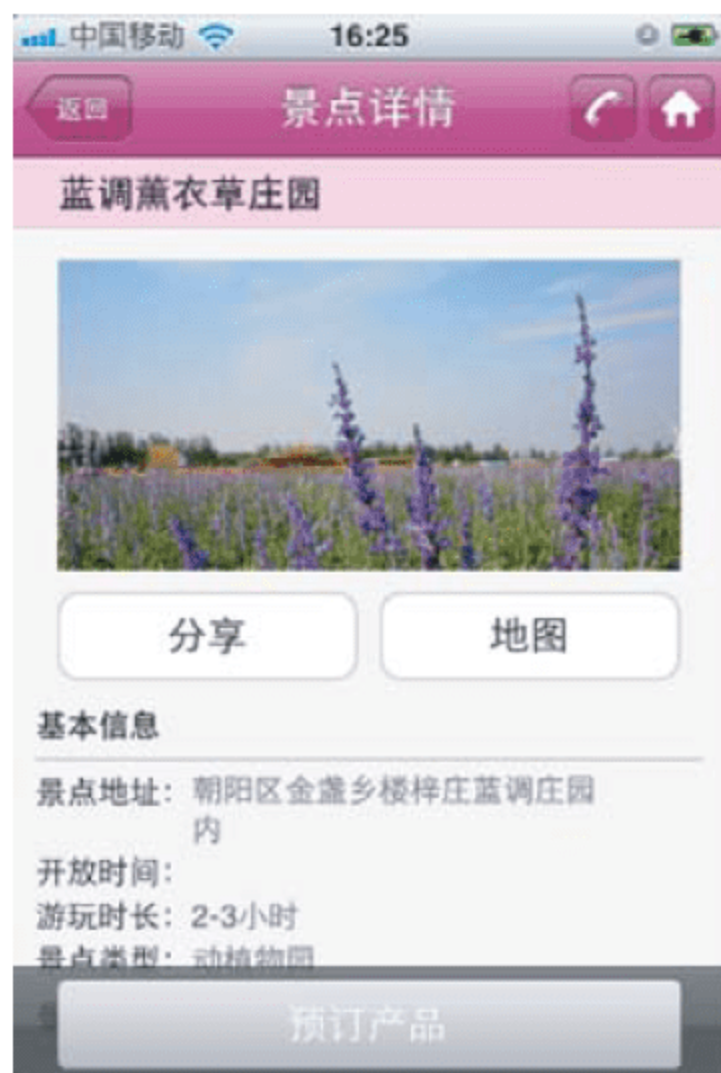 中国移动 16:25
返回 景点详情
蓝调薰衣草庄园
分享 地图
基本信息
景点地址: 朝阳区金盏乡楼梓庄蓝调庄园
内
开放时间:
游玩时长: 2-3小时
景点类型: 动植物园
预订产品